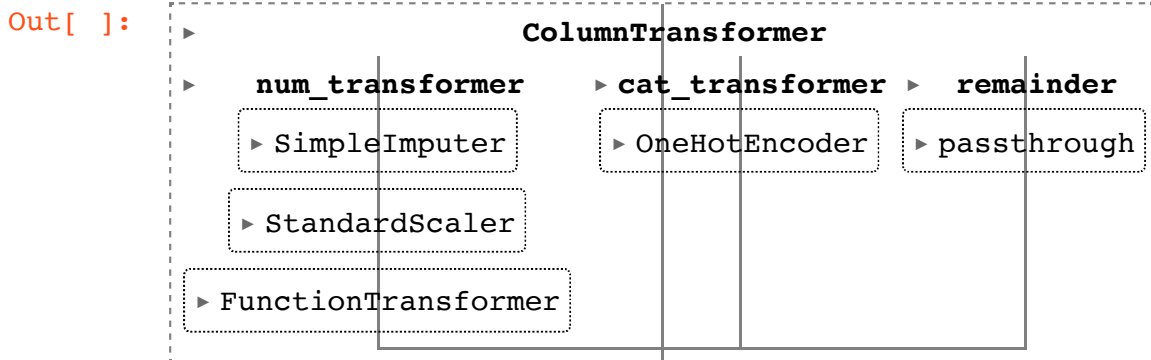 Out[ ]:
▸ ColumnTransformer
▸ num_transformer ▸ cat_transformer ▸ remainder
▸ SimpleImputer ▸ OneHotEncoder ▸ passthrough
▸ StandardScaler
▸ FunctionTransformer